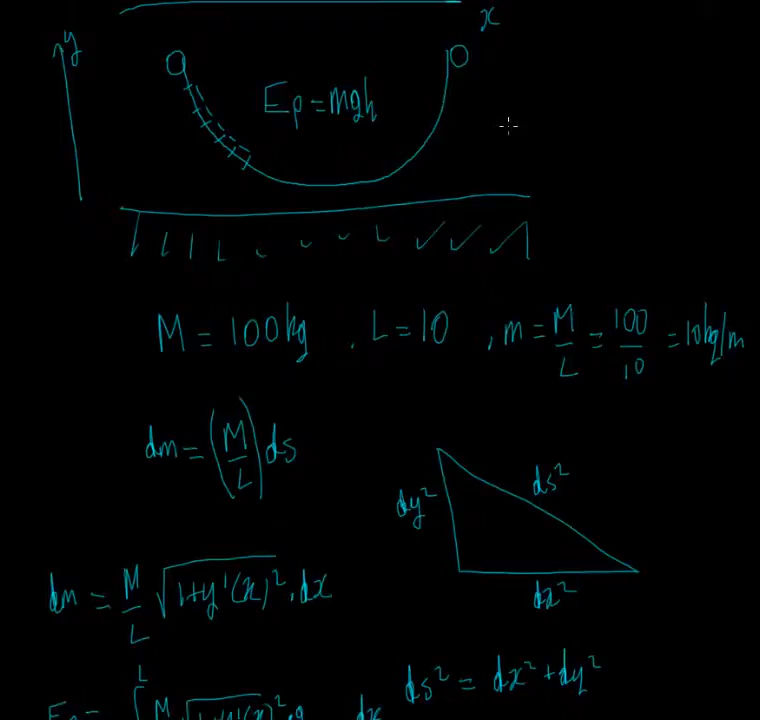 x
y
Ep = mgh
M = 100kg , L = 10 , m = M/L = 100/10 = 10kg/m
dm = (M/L) ds
dy² ds²
dx²
dm = M/L √(1+y'(x)²) . dx
ds² = dx² + dy²
L